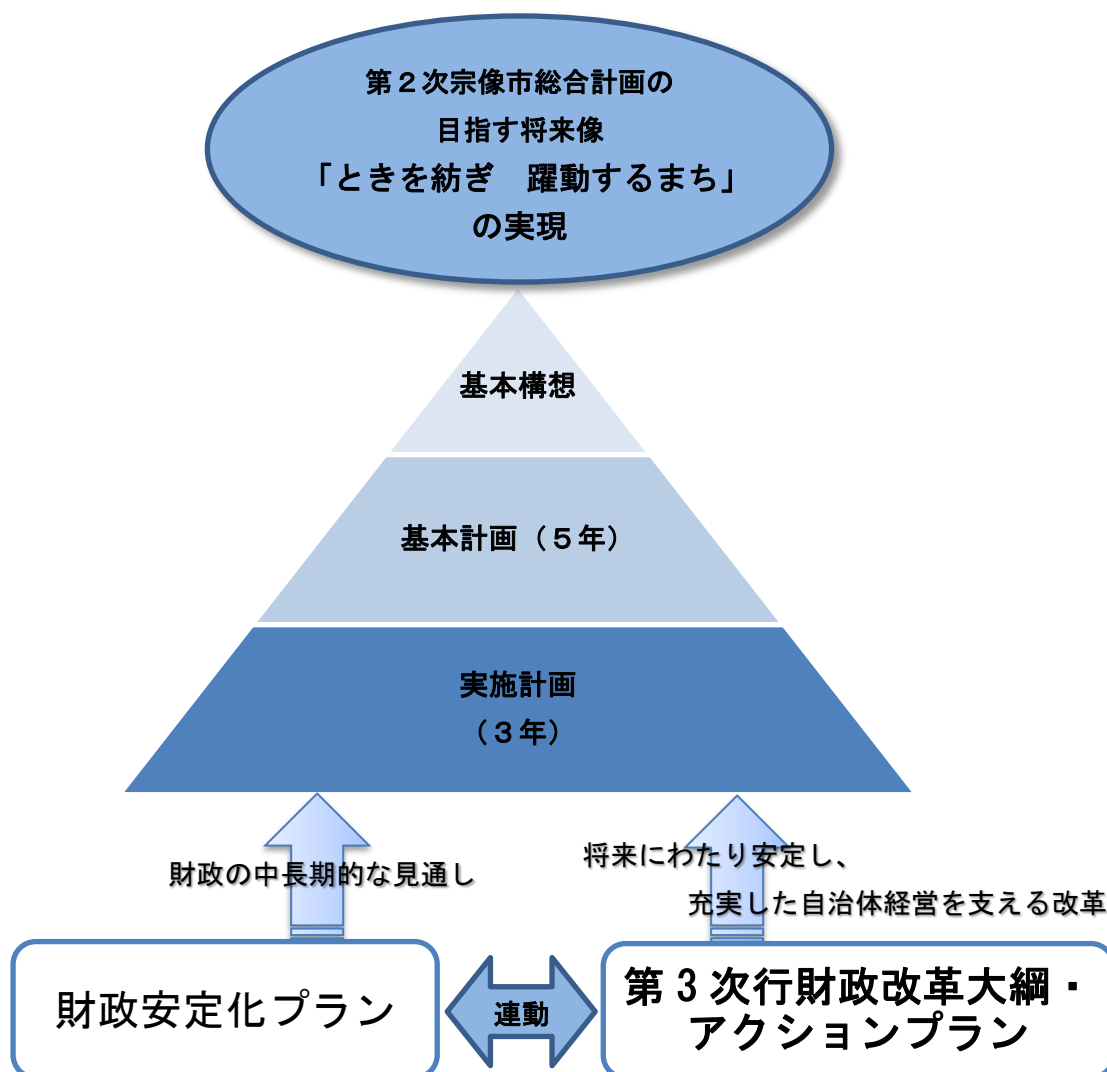 第２次宗像市総合計画の
目指す将来像
「ときを紡ぎ　躍動するまち」
の実現
基本構想
基本計画（５年）
実施計画
（３年）
財政の中長期的な見通し
将来にわたり安定し、
充実した自治体経営を支える改革
財政安定化プラン
連動
第３次行財政改革大綱・
アクションプラン